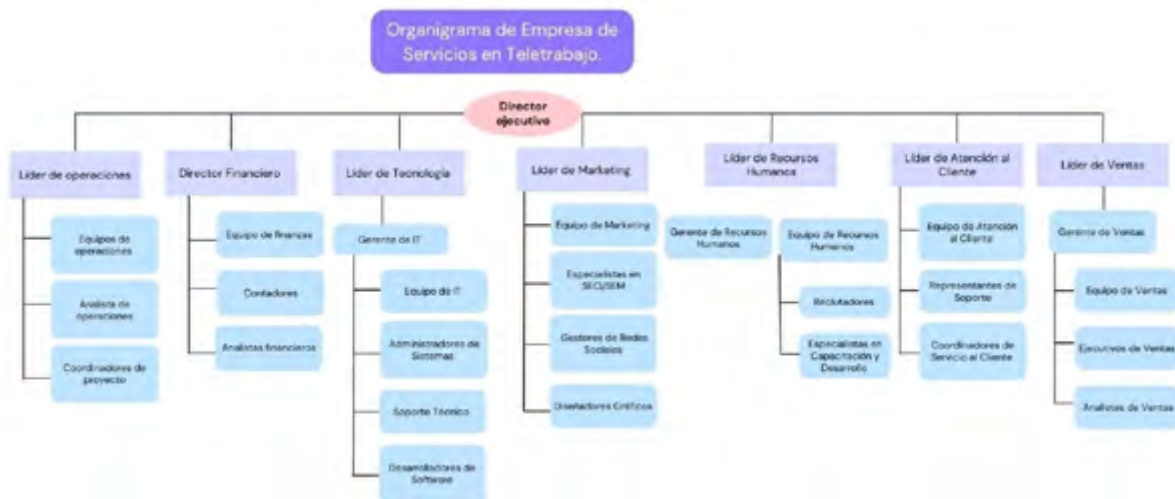 Organigrama de Empresa de
Servicios en Teletrabajo.
Director
ejecutivo
Líder de operaciones
Director Financiero
Líder de Tecnología
Líder de Marketing
Líder de Recursos
Humanos
Líder de Atención al
Cliente
Líder de Ventas
Equipos de
operaciones
Analista de
operaciones
Coordinadores de
proyecto
Equipo de finanzas
Contadores
Analistas financieros
Gerente de IT
Equipo de IT
Administradores de
Sistemas
Soporte Técnico
Desarrolladores de
Software
Equipo de Marketing
Especialistas en
SEO/SEM
Gestores de Redes
Sociales
Diseñadores Gráficos
Gerente de Recursos
Humanos
Equipo de Recursos
Humanos
Reclutadores
Especialistas en
Capacitación y
Desarrollo
Equipo de Atención
al Cliente
Representantes de
Soporte
Coordinadores de
Servicio al Cliente
Gerente de Ventas
Equipo de Ventas
Ejecutivos de Ventas
Analistas de Ventas